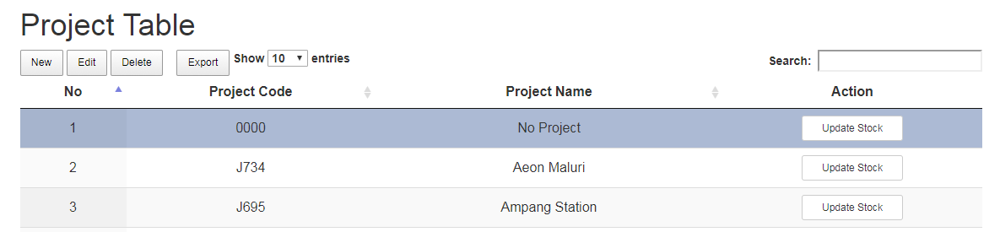 Project Table
New Edit Delete Export Show 10 entries Search:
No Project Code Project Name Action
1 0000 No Project Update Stock
2 J734 Aeon Maluri Update Stock
3 J695 Ampang Station Update Stock